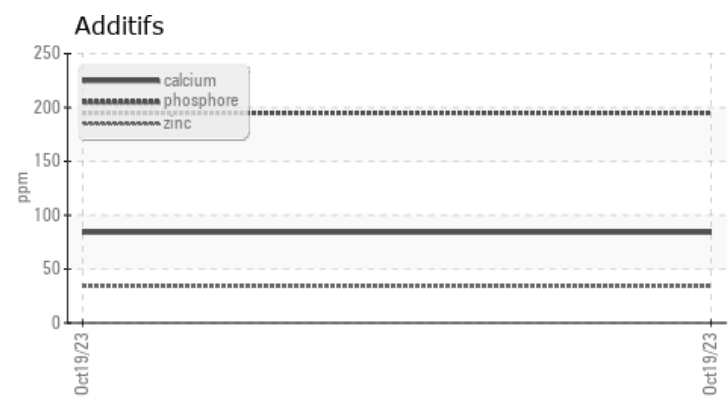 Additifs
250
200
150
100
50
0
ppm
calcium
phosphore
zinc
Oct19/23
Oct19/23